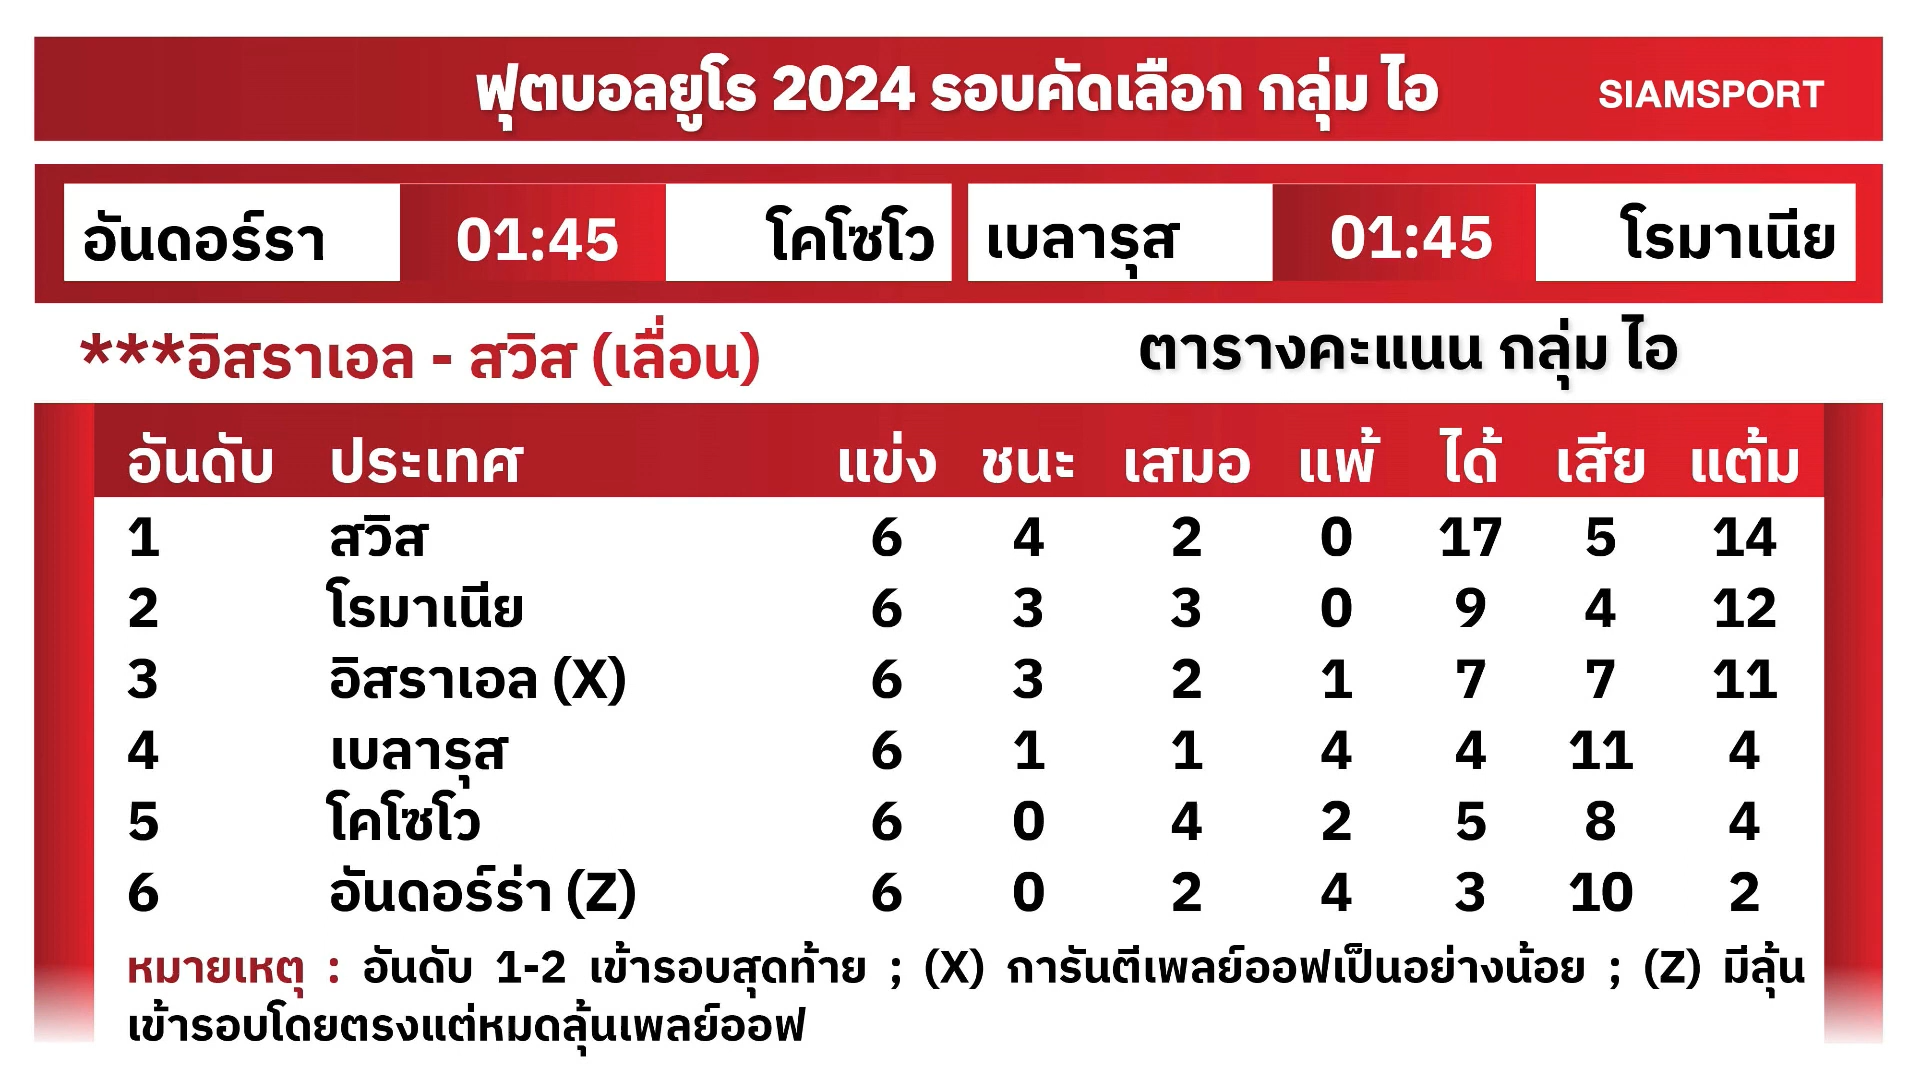 ฟุตบอลยูโร 2024 รอบคัดเลือก กลุ่ม ไอ SIAMSPORT
อันดอร์รา 01:45 โคโซโว เบลารุส 01:45 โรมาเนีย
***อิสราเอล - สวิส (เลื่อน) ตารางคะแนน กลุ่ม ไอ
อันดับ ประเทศ แข่ง ชนะ เสมอ แพ้ ได้ เสีย แต้ม
1 สวิส 6 4 2 0 17 5 14
2 โรมาเนีย 6 3 3 0 9 4 12
3 อิสราเอล (X) 6 3 2 1 7 7 11
4 เบลารุส 6 1 1 4 4 11 4
5 โคโซโว 6 0 4 2 5 8 4
6 อันดอร์ร่า (Z) 6 0 2 4 3 10 2
หมายเหตุ : อันดับ 1-2 เข้ารอบสุดท้าย ; (X) การันตีเพลย์ออฟเป็นอย่างน้อย ; (Z) มีลุ้น
เข้ารอบโดยตรงแต่หมดลุ้นเพลย์ออฟ